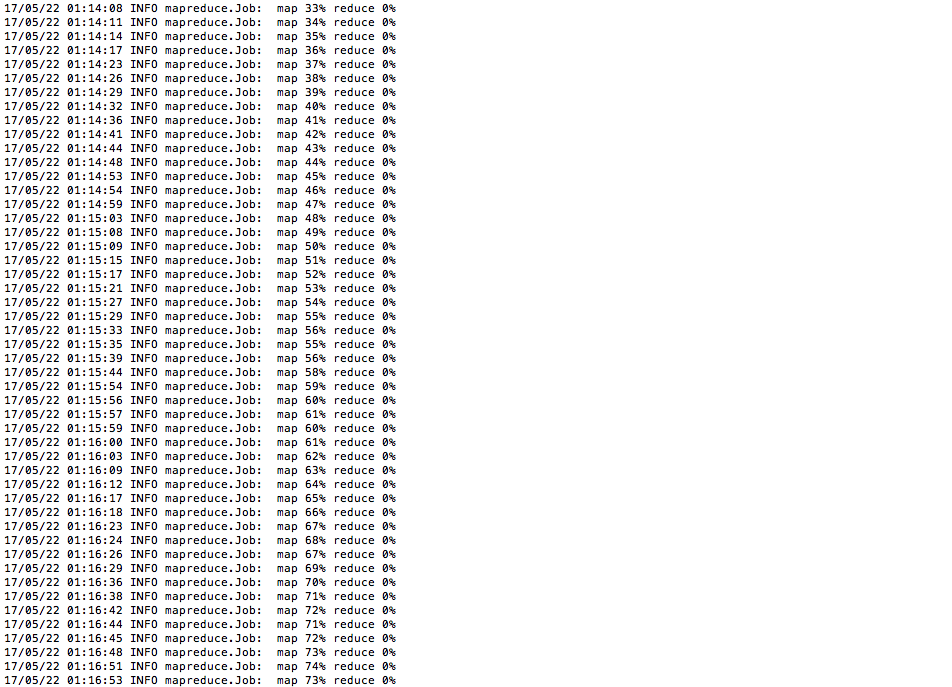 17/05/22 01:14:08 INFO mapreduce.Job:  map 33% reduce 0%
17/05/22 01:14:11 INFO mapreduce.Job:  map 34% reduce 0%
17/05/22 01:14:14 INFO mapreduce.Job:  map 35% reduce 0%
17/05/22 01:14:17 INFO mapreduce.Job:  map 36% reduce 0%
17/05/22 01:14:23 INFO mapreduce.Job:  map 37% reduce 0%
17/05/22 01:14:26 INFO mapreduce.Job:  map 38% reduce 0%
17/05/22 01:14:29 INFO mapreduce.Job:  map 39% reduce 0%
17/05/22 01:14:32 INFO mapreduce.Job:  map 40% reduce 0%
17/05/22 01:14:36 INFO mapreduce.Job:  map 41% reduce 0%
17/05/22 01:14:41 INFO mapreduce.Job:  map 42% reduce 0%
17/05/22 01:14:44 INFO mapreduce.Job:  map 43% reduce 0%
17/05/22 01:14:48 INFO mapreduce.Job:  map 44% reduce 0%
17/05/22 01:14:53 INFO mapreduce.Job:  map 45% reduce 0%
17/05/22 01:14:54 INFO mapreduce.Job:  map 46% reduce 0%
17/05/22 01:14:59 INFO mapreduce.Job:  map 47% reduce 0%
17/05/22 01:15:03 INFO mapreduce.Job:  map 48% reduce 0%
17/05/22 01:15:08 INFO mapreduce.Job:  map 49% reduce 0%
17/05/22 01:15:09 INFO mapreduce.Job:  map 50% reduce 0%
17/05/22 01:15:15 INFO mapreduce.Job:  map 51% reduce 0%
17/05/22 01:15:17 INFO mapreduce.Job:  map 52% reduce 0%
17/05/22 01:15:21 INFO mapreduce.Job:  map 53% reduce 0%
17/05/22 01:15:27 INFO mapreduce.Job:  map 54% reduce 0%
17/05/22 01:15:29 INFO mapreduce.Job:  map 55% reduce 0%
17/05/22 01:15:33 INFO mapreduce.Job:  map 56% reduce 0%
17/05/22 01:15:35 INFO mapreduce.Job:  map 55% reduce 0%
17/05/22 01:15:39 INFO mapreduce.Job:  map 56% reduce 0%
17/05/22 01:15:44 INFO mapreduce.Job:  map 58% reduce 0%
17/05/22 01:15:54 INFO mapreduce.Job:  map 59% reduce 0%
17/05/22 01:15:56 INFO mapreduce.Job:  map 60% reduce 0%
17/05/22 01:15:57 INFO mapreduce.Job:  map 61% reduce 0%
17/05/22 01:15:59 INFO mapreduce.Job:  map 60% reduce 0%
17/05/22 01:16:00 INFO mapreduce.Job:  map 61% reduce 0%
17/05/22 01:16:03 INFO mapreduce.Job:  map 62% reduce 0%
17/05/22 01:16:09 INFO mapreduce.Job:  map 63% reduce 0%
17/05/22 01:16:12 INFO mapreduce.Job:  map 64% reduce 0%
17/05/22 01:16:17 INFO mapreduce.Job:  map 65% reduce 0%
17/05/22 01:16:18 INFO mapreduce.Job:  map 66% reduce 0%
17/05/22 01:16:23 INFO mapreduce.Job:  map 67% reduce 0%
17/05/22 01:16:24 INFO mapreduce.Job:  map 68% reduce 0%
17/05/22 01:16:26 INFO mapreduce.Job:  map 67% reduce 0%
17/05/22 01:16:29 INFO mapreduce.Job:  map 69% reduce 0%
17/05/22 01:16:36 INFO mapreduce.Job:  map 70% reduce 0%
17/05/22 01:16:38 INFO mapreduce.Job:  map 71% reduce 0%
17/05/22 01:16:42 INFO mapreduce.Job:  map 72% reduce 0%
17/05/22 01:16:44 INFO mapreduce.Job:  map 71% reduce 0%
17/05/22 01:16:45 INFO mapreduce.Job:  map 72% reduce 0%
17/05/22 01:16:48 INFO mapreduce.Job:  map 73% reduce 0%
17/05/22 01:16:51 INFO mapreduce.Job:  map 74% reduce 0%
17/05/22 01:16:53 INFO mapreduce.Job:  map 73% reduce 0%